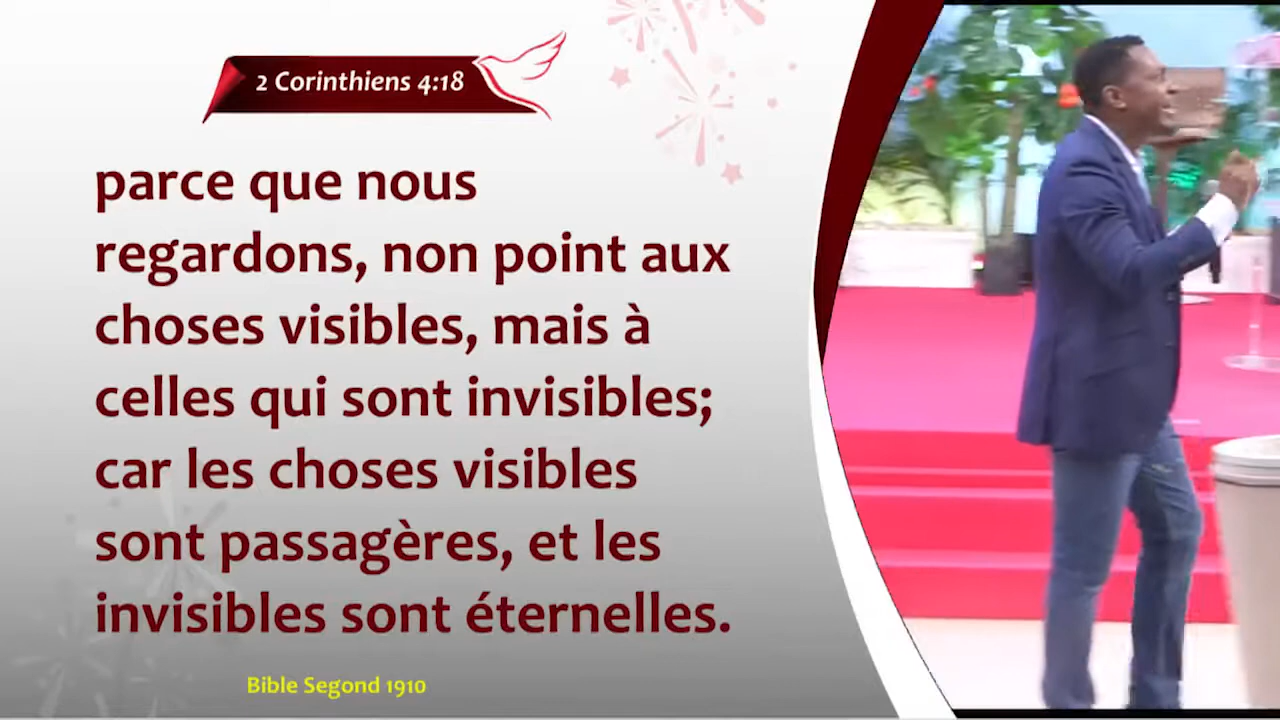 2 Corinthiens 4:18
parce que nous
regardons, non point aux
choses visibles, mais à
celles qui sont invisibles;
car les choses visibles
sont passagères, et les
invisibles sont éternelles.
Bible Segond 1910